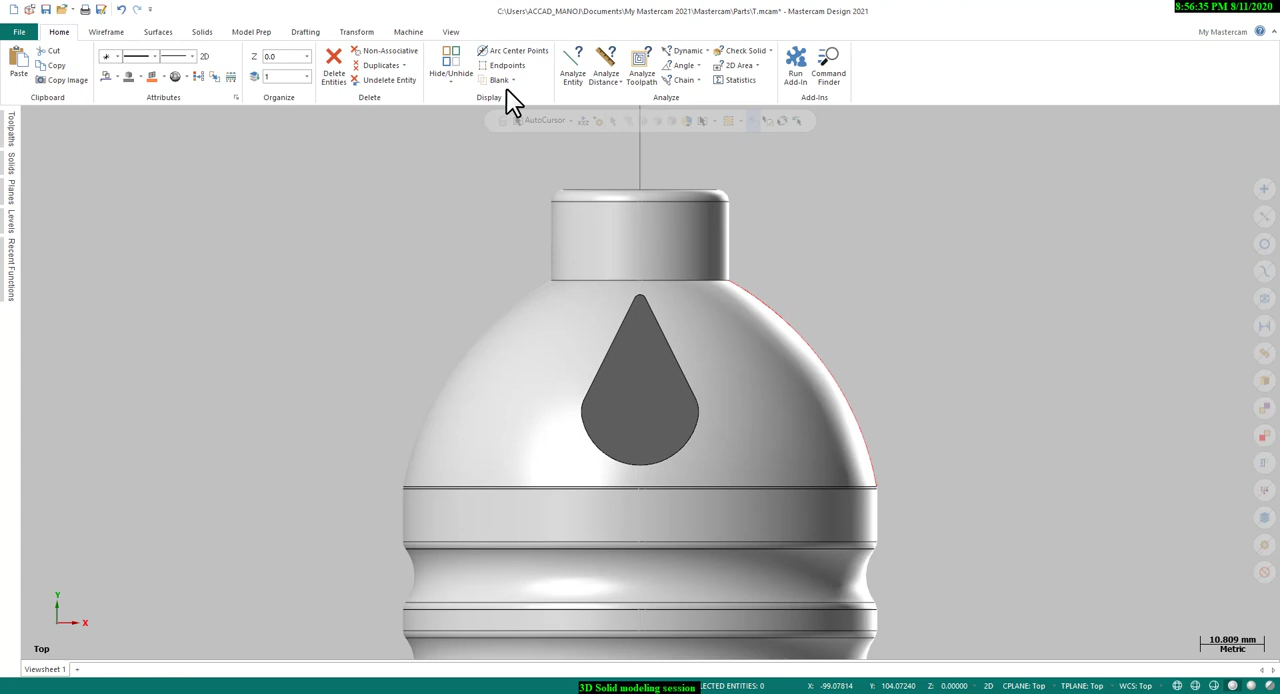 8:56:35 PM 8/11/2020
C:\Users\ACCAD_MANOJ\Documents\My Mastercam 2021\Mastercam\Parts\T.mcam* - Mastercam Design 2021
File Home Wireframe Surfaces Solids Model Prep Drafting Transform Machine View My Mastercam
Paste
Cut
Copy
Copy Image
Clipboard
2D
Attributes
Z 0.0
1
Organize
Delete Entities
Non-Associative
Duplicates
Undelete Entity
Delete
Hide/Unhide
Arc Center Points
Endpoints
Blank
Display
Analyze Entity
Analyze Distance
Analyze Toolpath
Dynamic
Angle
Chain
Check Solid
2D Area
Statistics
Analyze
Run Add-In
Command Finder
Add-Ins
AutoCursor
Toolpaths
Solids
Planes
Levels
Recent Functions
Y
X
Top
10.809 mm
Metric
Viewsheet 1 +
3D Solid modeling session
LECTED ENTITIES: 0 X: -99.07814 Y: 104.07240 Z: 0.00000 2D CPLANE: Top TPLANE: Top WCS: Top